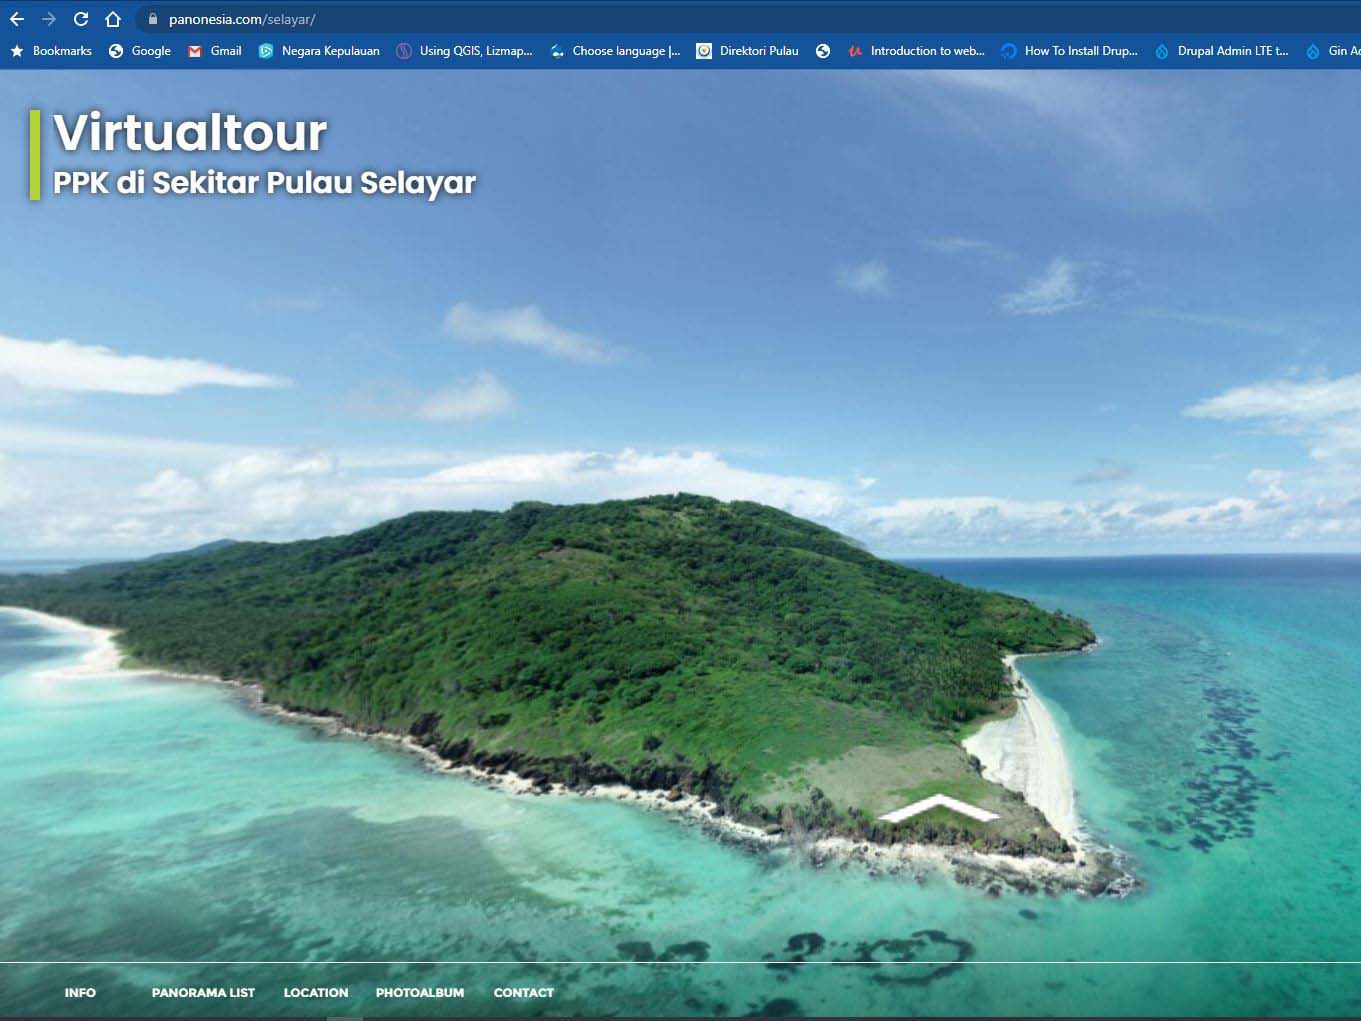 panonesia.com/selayar/
Bookmarks Google Gmail Negara Kepulauan Using QGIS, Lizmap... Choose language |... Direktori Pulau Introduction to web... How To Install Drup... Drupal Admin LTE t... Gin Ad
Virtualtour
PPK di Sekitar Pulau Selayar
INFO PANORAMA LIST LOCATION PHOTOALBUM CONTACT